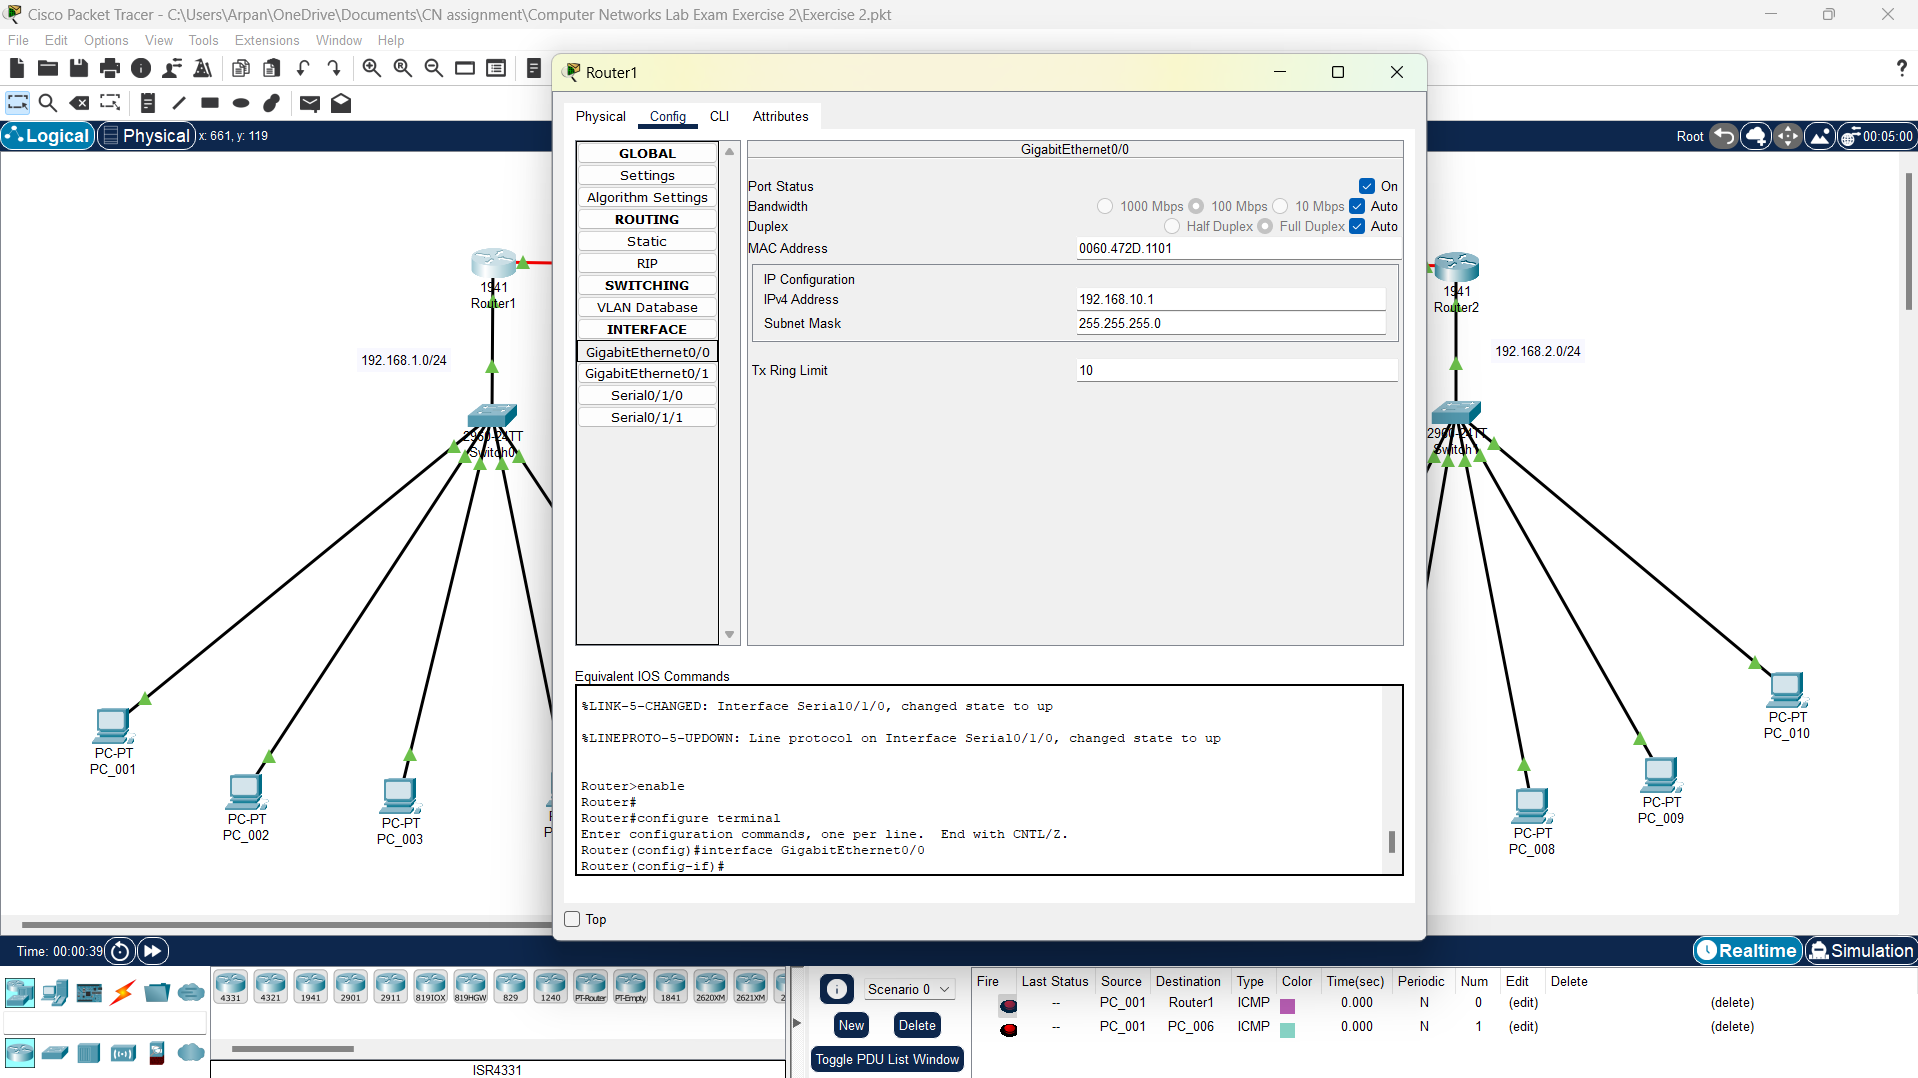 Cisco Packet Tracer - C:\Users\Arpan\OneDrive\Documents\CN assignment\Computer Networks Lab Exam Exercise 2\Exercise 2.pkt
File Edit Options View Tools Extensions Window Help
Router1
Physical Config CLI Attributes
Logical Physical x: 661, y: 119
Root 00:05:00
GLOBAL
Settings
Algorithm Settings
ROUTING
Static
RIP
SWITCHING
VLAN Database
INTERFACE
GigabitEthernet0/0
GigabitEthernet0/1
Serial0/1/0
Serial0/1/1
GigabitEthernet0/0
Port Status On
Bandwidth 1000 Mbps 100 Mbps 10 Mbps Auto
Duplex Half Duplex Full Duplex Auto
MAC Address 0060.472D.1101
IP Configuration
IPv4 Address 192.168.10.1
Subnet Mask 255.255.255.0
Tx Ring Limit 10
Equivalent IOS Commands
%LINK-5-CHANGED: Interface Serial0/1/0, changed state to up
%LINEPROTO-5-UPDOWN: Line protocol on Interface Serial0/1/0, changed state to up
Router>enable
Router#
Router#configure terminal
Enter configuration commands, one per line. End with CNTL/Z.
Router(config)#interface GigabitEthernet0/0
Router(config-if)#
Top
1941
Router1
192.168.1.0/24
2960-24TT
Switch0
PC-PT
PC_001
PC-PT
PC_002
PC-PT
PC_003
1941
Router2
192.168.2.0/24
2960-24TT
Switch1
PC-PT
PC_008
PC-PT
PC_009
PC-PT
PC_010
Time: 00:00:39
Realtime Simulation
4331 4321 1941 2901 2911 819IOX 819HGW 829 1240 PT-Router PT-Empty 1841 2620XM 2621XM 2
ISR4331
Scenario 0
New Delete
Toggle PDU List Window
Fire Last Status Source Destination Type Color Time(sec) Periodic Num Edit Delete
-- PC_001 Router1 ICMP 0.000 N 0 (edit) (delete)
-- PC_001 PC_006 ICMP 0.000 N 1 (edit) (delete)